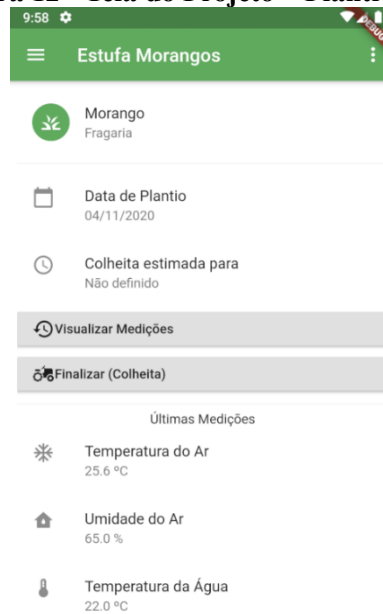 9:58
DEBUG
Estufa Morangos
Morango
Fragaria
Data de Plantio
04/11/2020
Colheita estimada para
Não definido
Visualizar Medições
Finalizar (Colheita)
Últimas Medições
Temperatura do Ar
25.6 ºC
Umidade do Ar
65.0 %
Temperatura da Água
22.0 ºC